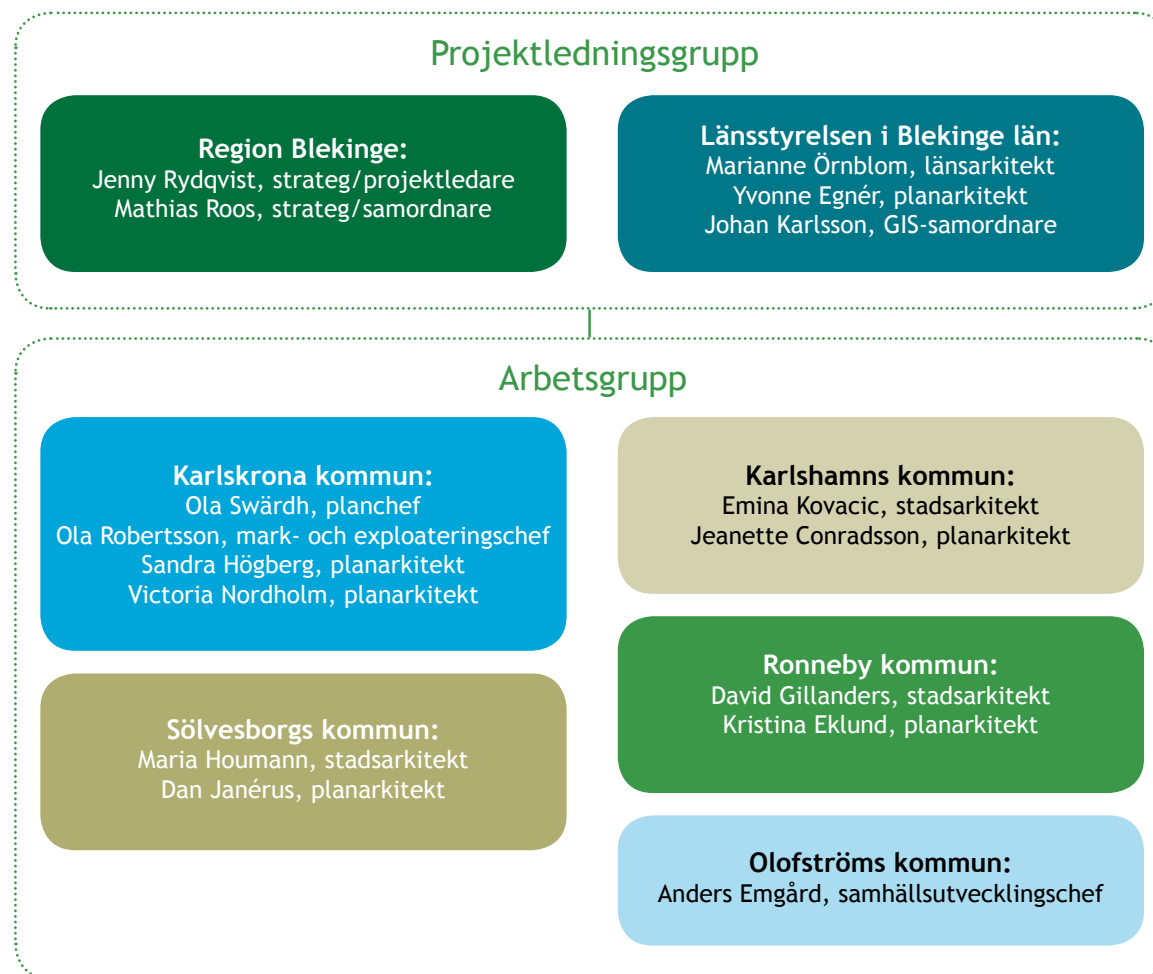 Projektledningsgrupp
Region Blekinge:
Jenny Rydqvist, strateg/projektledare
Mathias Roos, strateg/samordnare
Länsstyrelsen i Blekinge län:
Marianne Örnblom, länsarkitekt
Yvonne Egnér, planarkitekt
Johan Karlsson, GIS-samordnare
Arbetsgrupp
Karlskrona kommun:
Ola Swärdh, planchef
Ola Robertsson, mark- och exploateringschef
Sandra Högberg, planarkitekt
Victoria Nordholm, planarkitekt
Sölvesborgs kommun:
Maria Houmann, stadsarkitekt
Dan Janérus, planarkitekt
Karlshamns kommun:
Emina Kovacic, stadsarkitekt
Jeanette Conradsson, planarkitekt
Ronneby kommun:
David Gillanders, stadsarkitekt
Kristina Eklund, planarkitekt
Olofströms kommun:
Anders Emgård, samhällsutvecklingschef